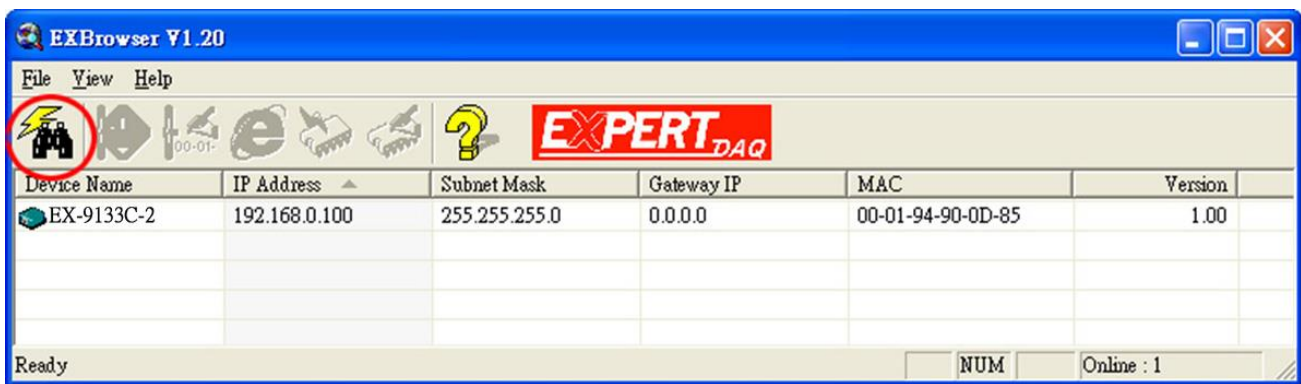 EXBrowser V1.20
File View Help
00-01-
EXPERT DAQ
Device Name IP Address Subnet Mask Gateway IP MAC Version
EX-9133C-2 192.168.0.100 255.255.255.0 0.0.0.0 00-01-94-90-0D-85 1.00
Ready NUM Online : 1